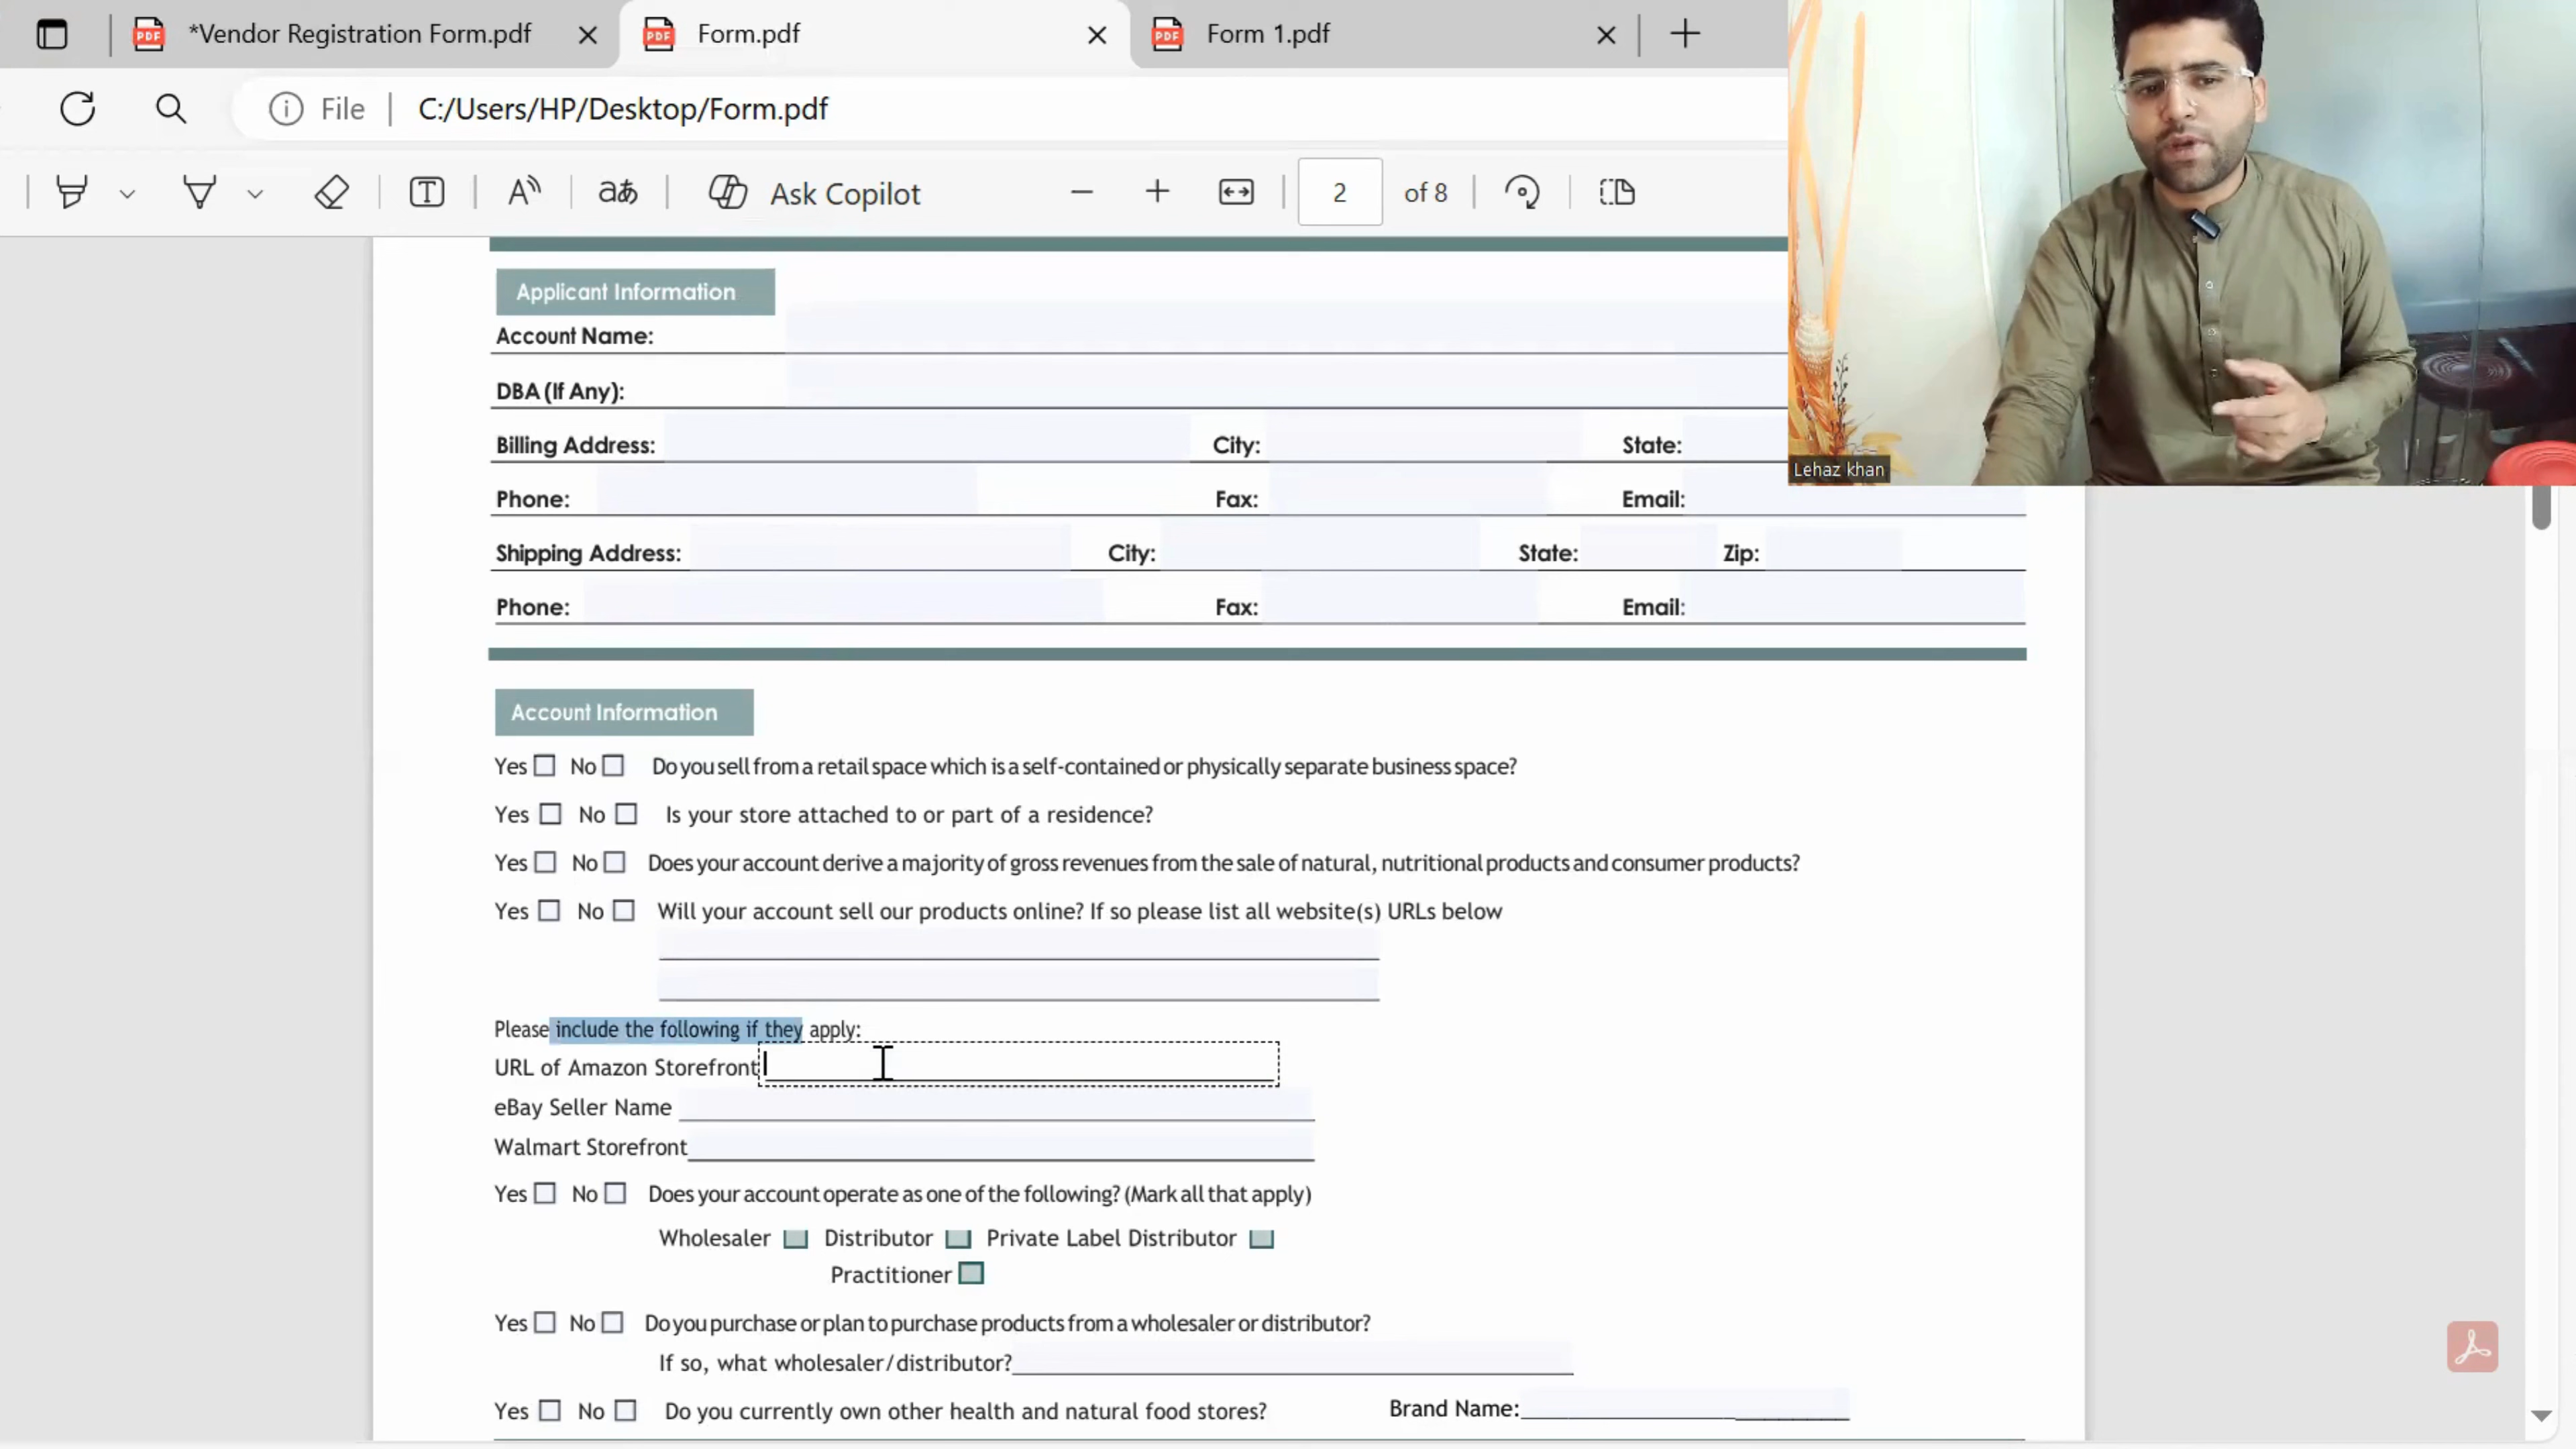 *Vendor Registration Form.pdf Form.pdf Form 1.pdf
File C:/Users/HP/Desktop/Form.pdf
Ask Copilot 2 of 8
Lehaz khan
Applicant Information
Account Name:
DBA (If Any):
Billing Address: City: State:
Phone: Fax: Email:
Shipping Address: City: State: Zip:
Phone: Fax: Email:
Account Information
Yes No Do you sell from a retail space which is a self-contained or physically separate business space?
Yes No Is your store attached to or part of a residence?
Yes No Does your account derive a majority of gross revenues from the sale of natural, nutritional products and consumer products?
Yes No Will your account sell our products online? If so please list all website(s) URLs below
Please include the following if they apply:
URL of Amazon Storefront
eBay Seller Name
Walmart Storefront
Yes No Does your account operate as one of the following? (Mark all that apply)
Wholesaler Distributor Private Label Distributor
Practitioner
Yes No Do you purchase or plan to purchase products from a wholesaler or distributor?
If so, what wholesaler/distributor?
Yes No Do you currently own other health and natural food stores? Brand Name: